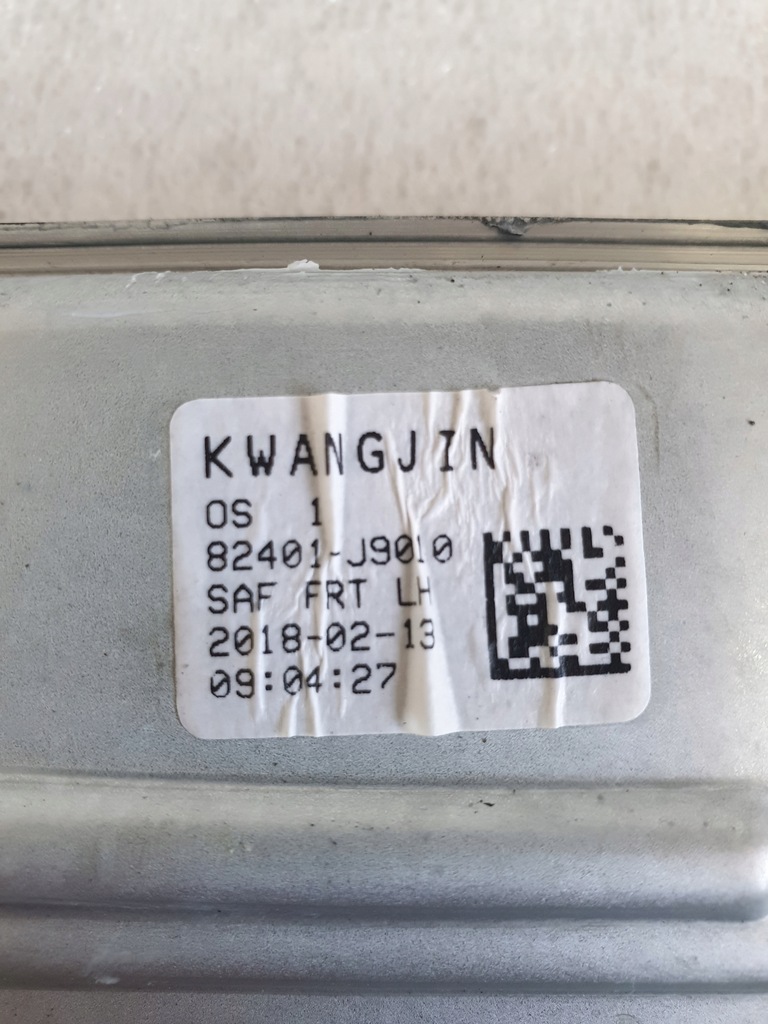 KWANGJIN
OS 1
82401-J9010
SAF FRT LH
2018-02-13
09:04:27